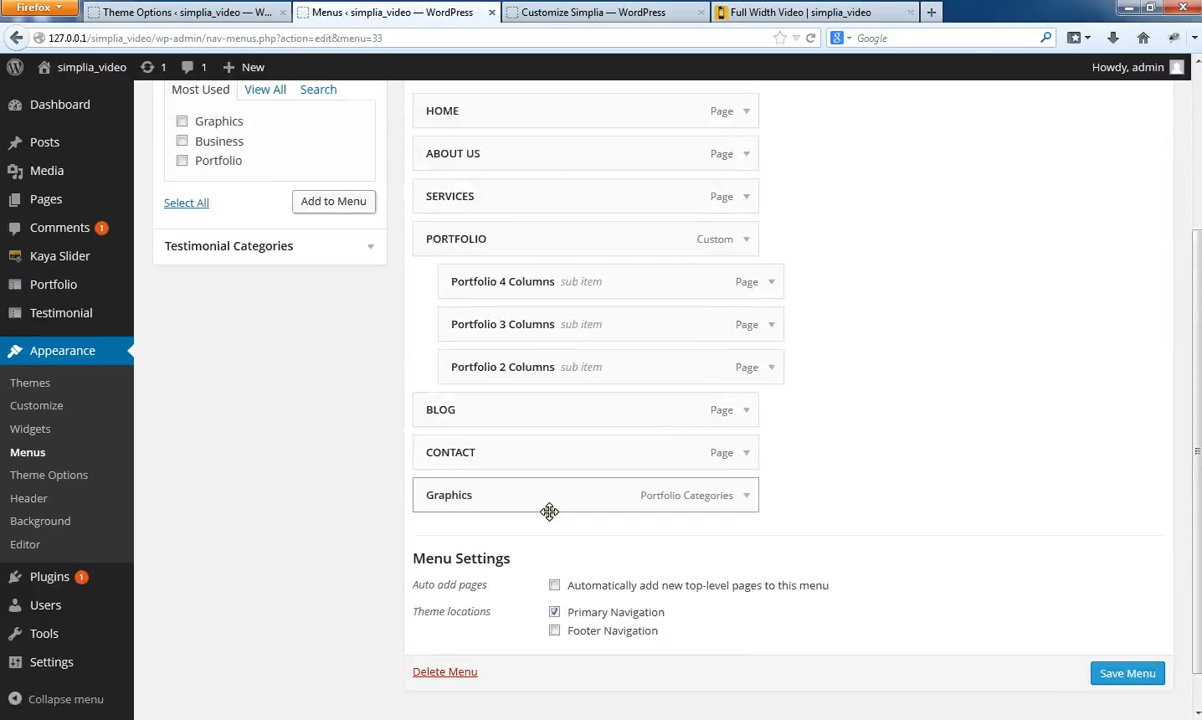 Firefox
Theme Options ‹ simplia_video — W...
Menus ‹ simplia_video — WordPress
Customize Simplia — WordPress
Full Width Video | simplia_video
127.0.0.1/simplia_video/wp-admin/nav-menus.php?action=edit&menu=33
Google
simplia_video
1
1
New
Howdy, admin
Dashboard
Posts
Media
Pages
Comments 1
Kaya Slider
Portfolio
Testimonial
Appearance
Themes
Customize
Widgets
Menus
Theme Options
Header
Background
Editor
Plugins 1
Users
Tools
Settings
Collapse menu
Most Used
View All
Search
Graphics
Business
Portfolio
Select All
Add to Menu
Testimonial Categories
HOME Page
ABOUT US Page
SERVICES Page
PORTFOLIO Custom
Portfolio 4 Columns sub item Page
Portfolio 3 Columns sub item Page
Portfolio 2 Columns sub item Page
BLOG Page
CONTACT Page
Graphics Portfolio Categories
Menu Settings
Auto add pages Automatically add new top-level pages to this menu
Theme locations Primary Navigation
Footer Navigation
Delete Menu
Save Menu